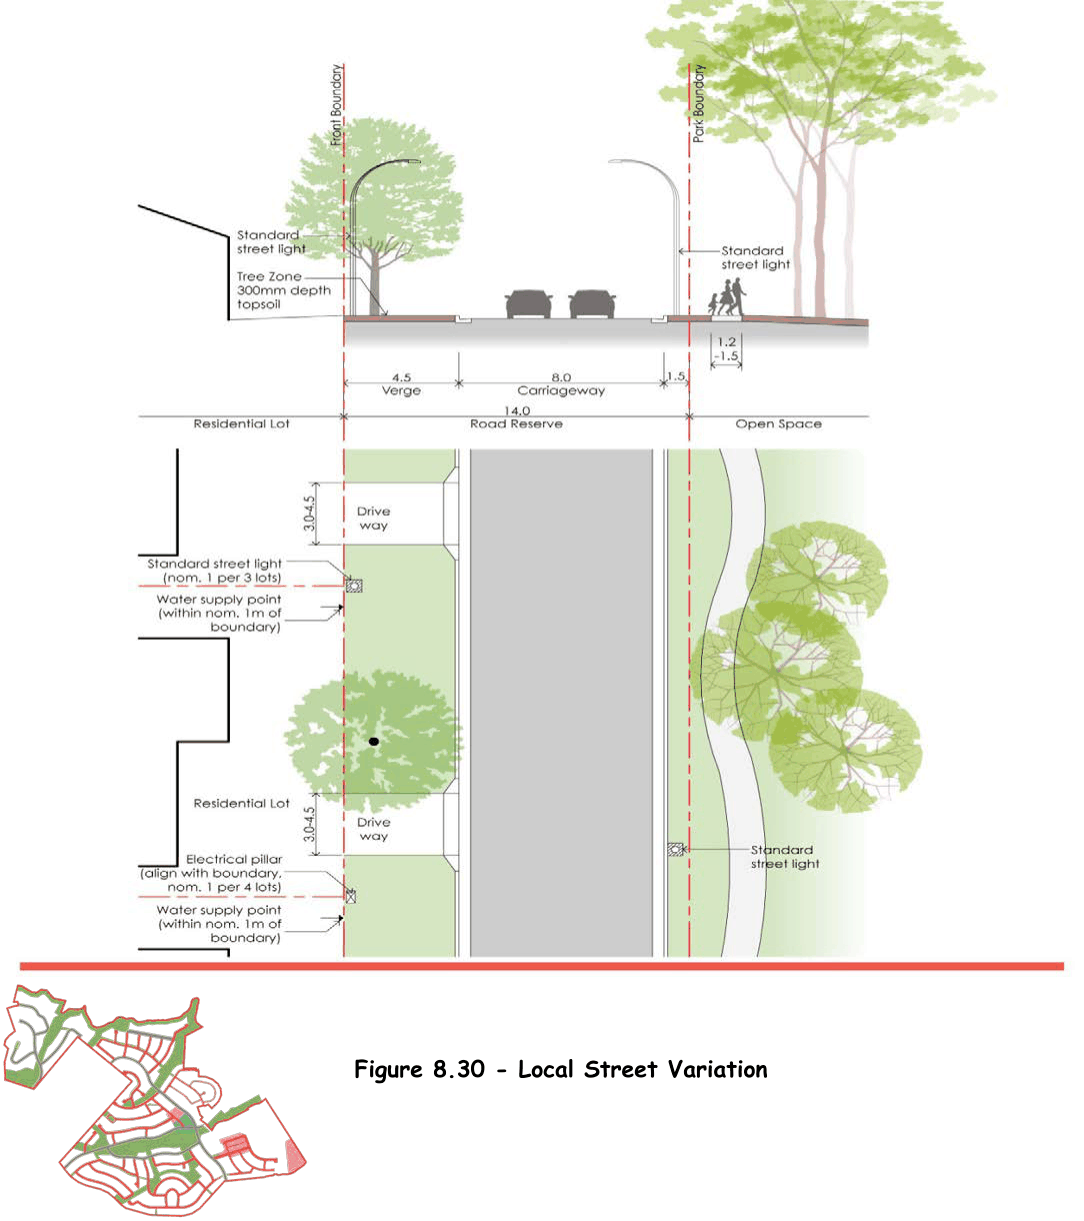 Front Boundary
Park Boundary
Standard
street light
Standard
street light
Tree Zone
300mm depth
topsoil
1.2
-1.5
4.5
Verge
8.0
Carriageway
1.5
14.0
Residential Lot
Road Reserve
Open Space
3.0-4.5
Drive
way
Standard street light
(nom. 1 per 3 lots)
Water supply point
(within nom. 1m of
boundary)
Residential Lot
3.0-4.5
Drive
way
Standard
street light
Electrical pillar
(align with boundary,
nom. 1 per 4 lots)
Water supply point
(within nom. 1m of
boundary)
Figure 8.30 - Local Street Variation